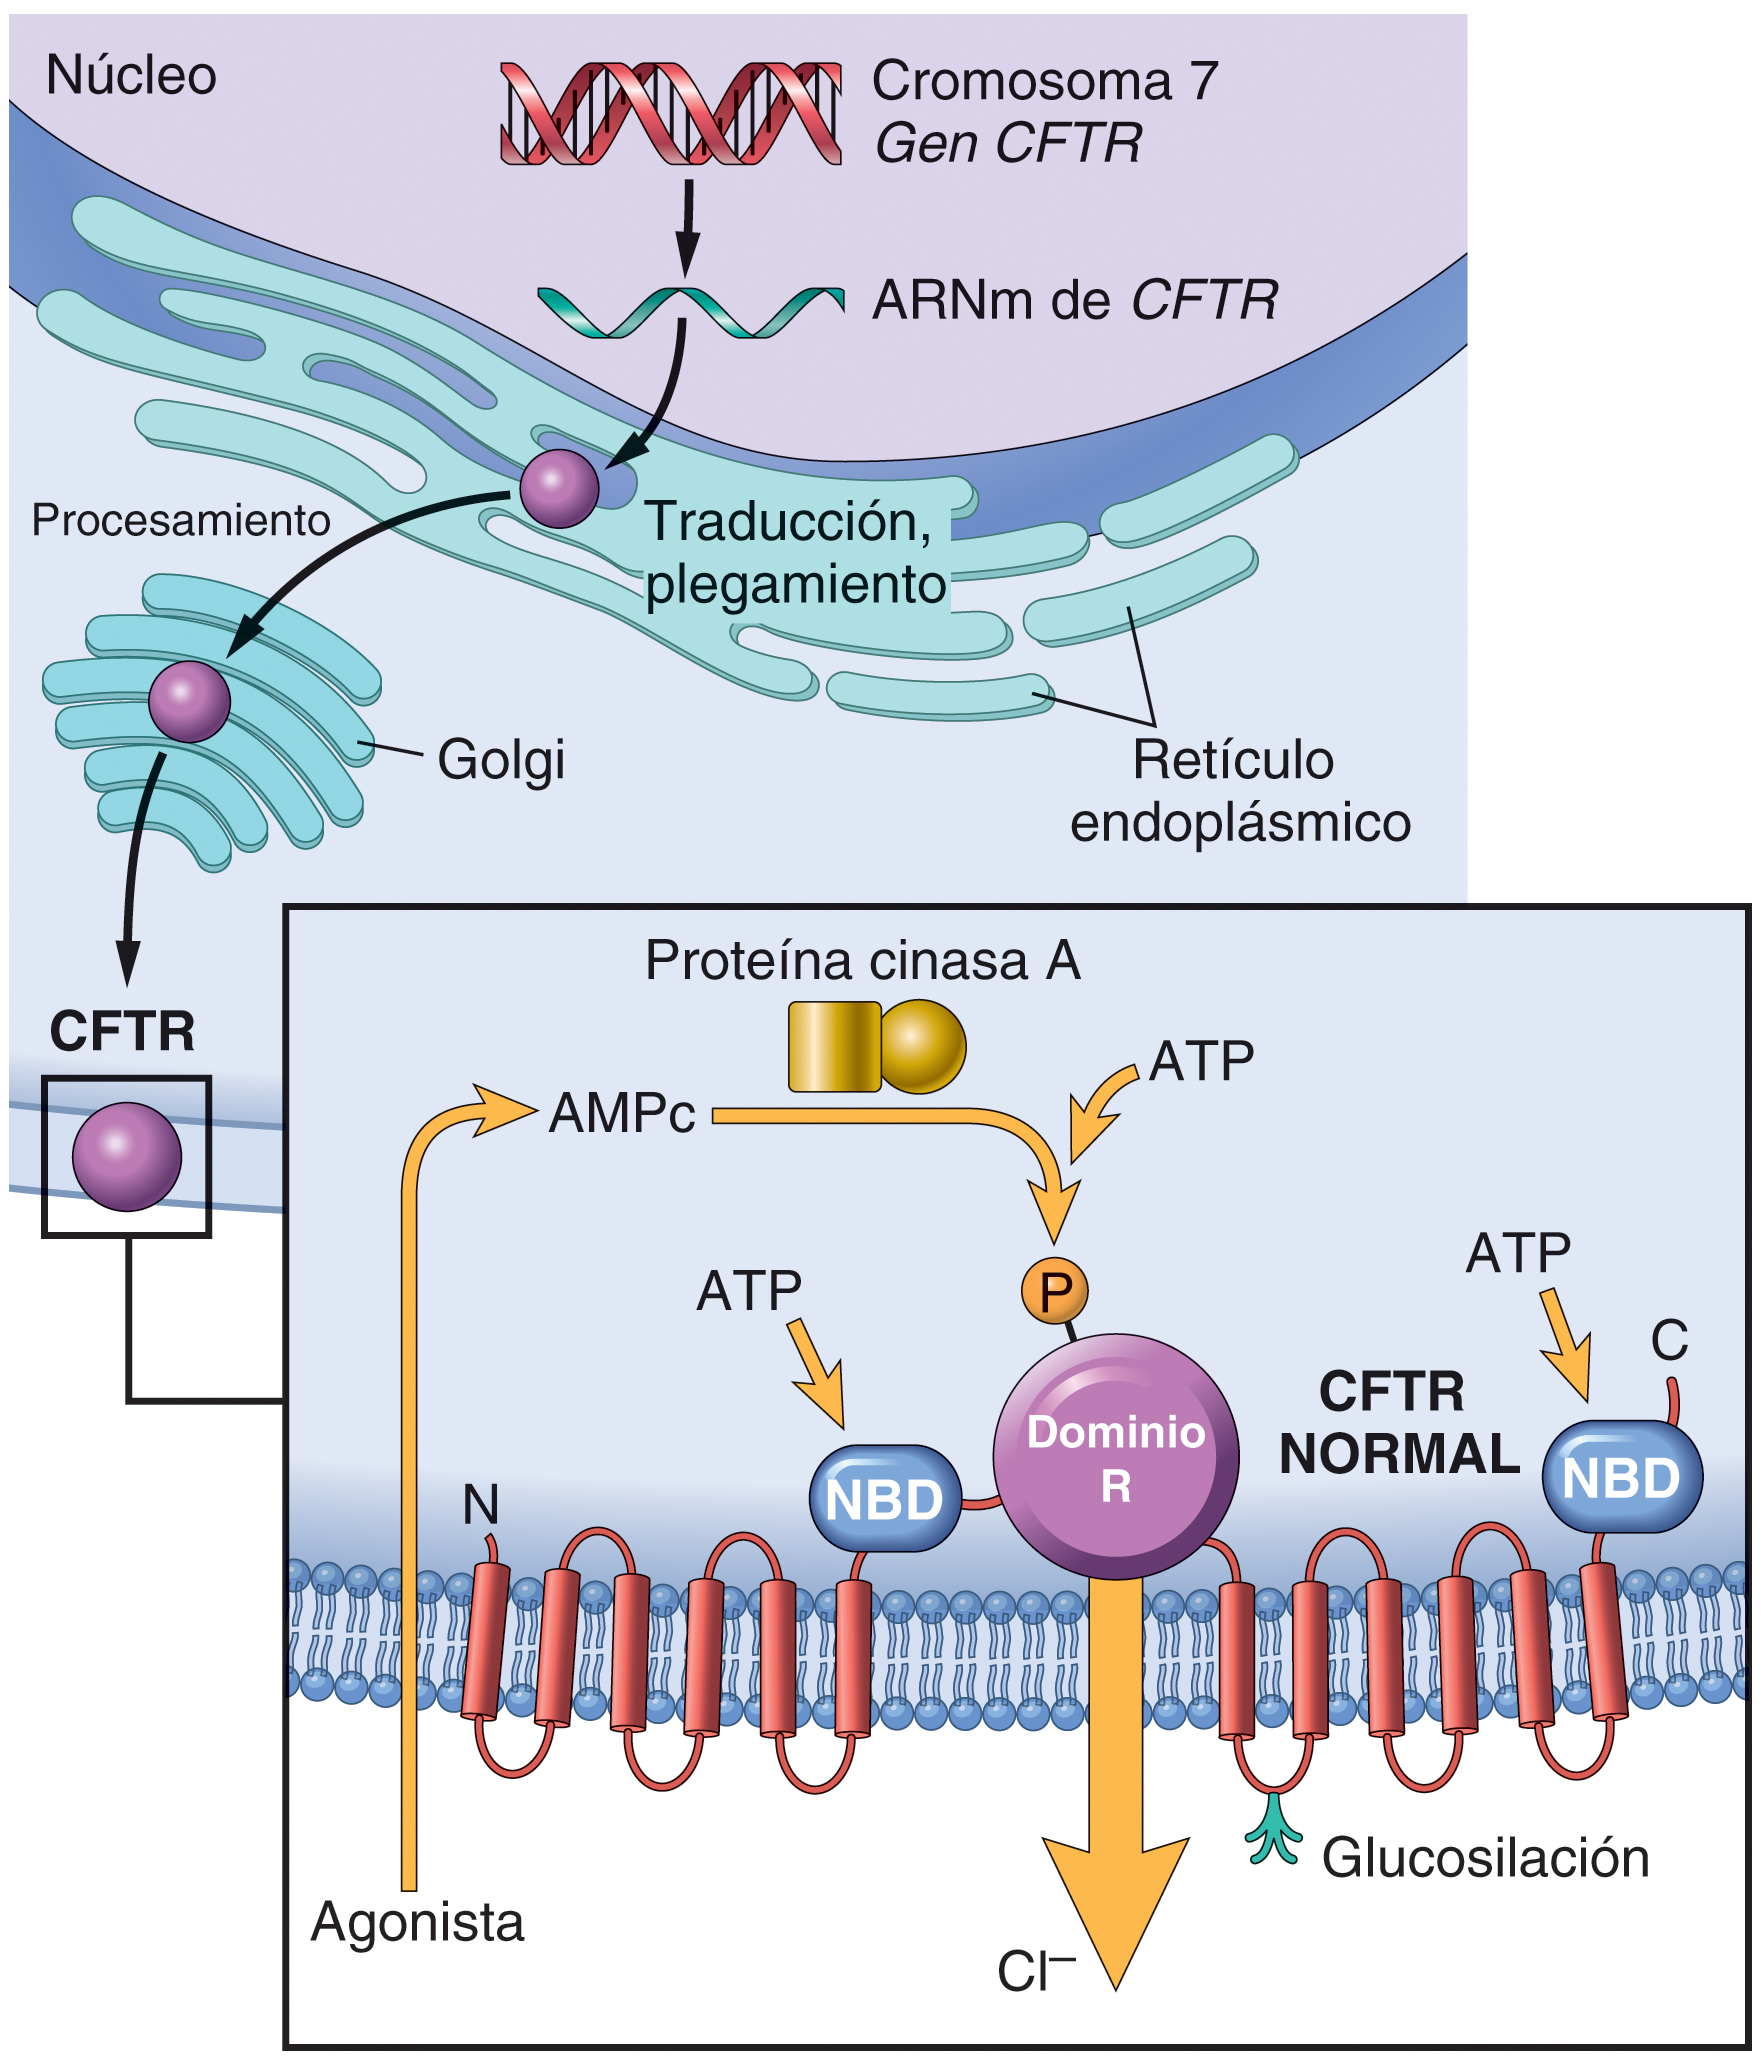 Núcleo
Cromosoma 7
Gen CFTR
ARNm de CFTR
Procesamiento
Traducción,
plegamiento
Golgi
Retículo
endoplásmico
CFTR
Proteína cinasa A
ATP
AMPc
ATP
P
ATP
C
CFTR
NORMAL
Dominio
R
NBD
NBD
N
Glucosilación
Agonista
Cl–